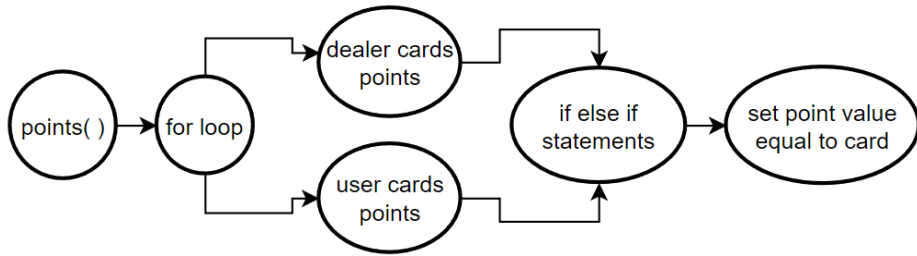 points( )
for loop
dealer cards
points
user cards
points
if else if
statements
set point value
equal to card